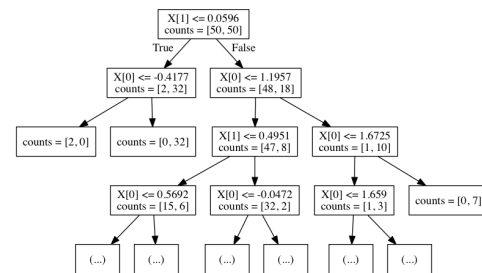 X[1] <= 0.0596
counts = [50, 50]
True
False
X[0] <= -0.4177
counts = [2, 32]
X[0] <= 1.1957
counts = [48, 18]
counts = [2, 0]
counts = [0, 32]
X[1] <= 0.4951
counts = [47, 8]
X[0] <= 1.6725
counts = [1, 10]
X[0] <= 0.5692
counts = [15, 6]
X[0] <= -0.0472
counts = [32, 2]
X[0] <= 1.659
counts = [1, 3]
counts = [0, 7]
(...)
(...)
(...)
(...)
(...)
(...)